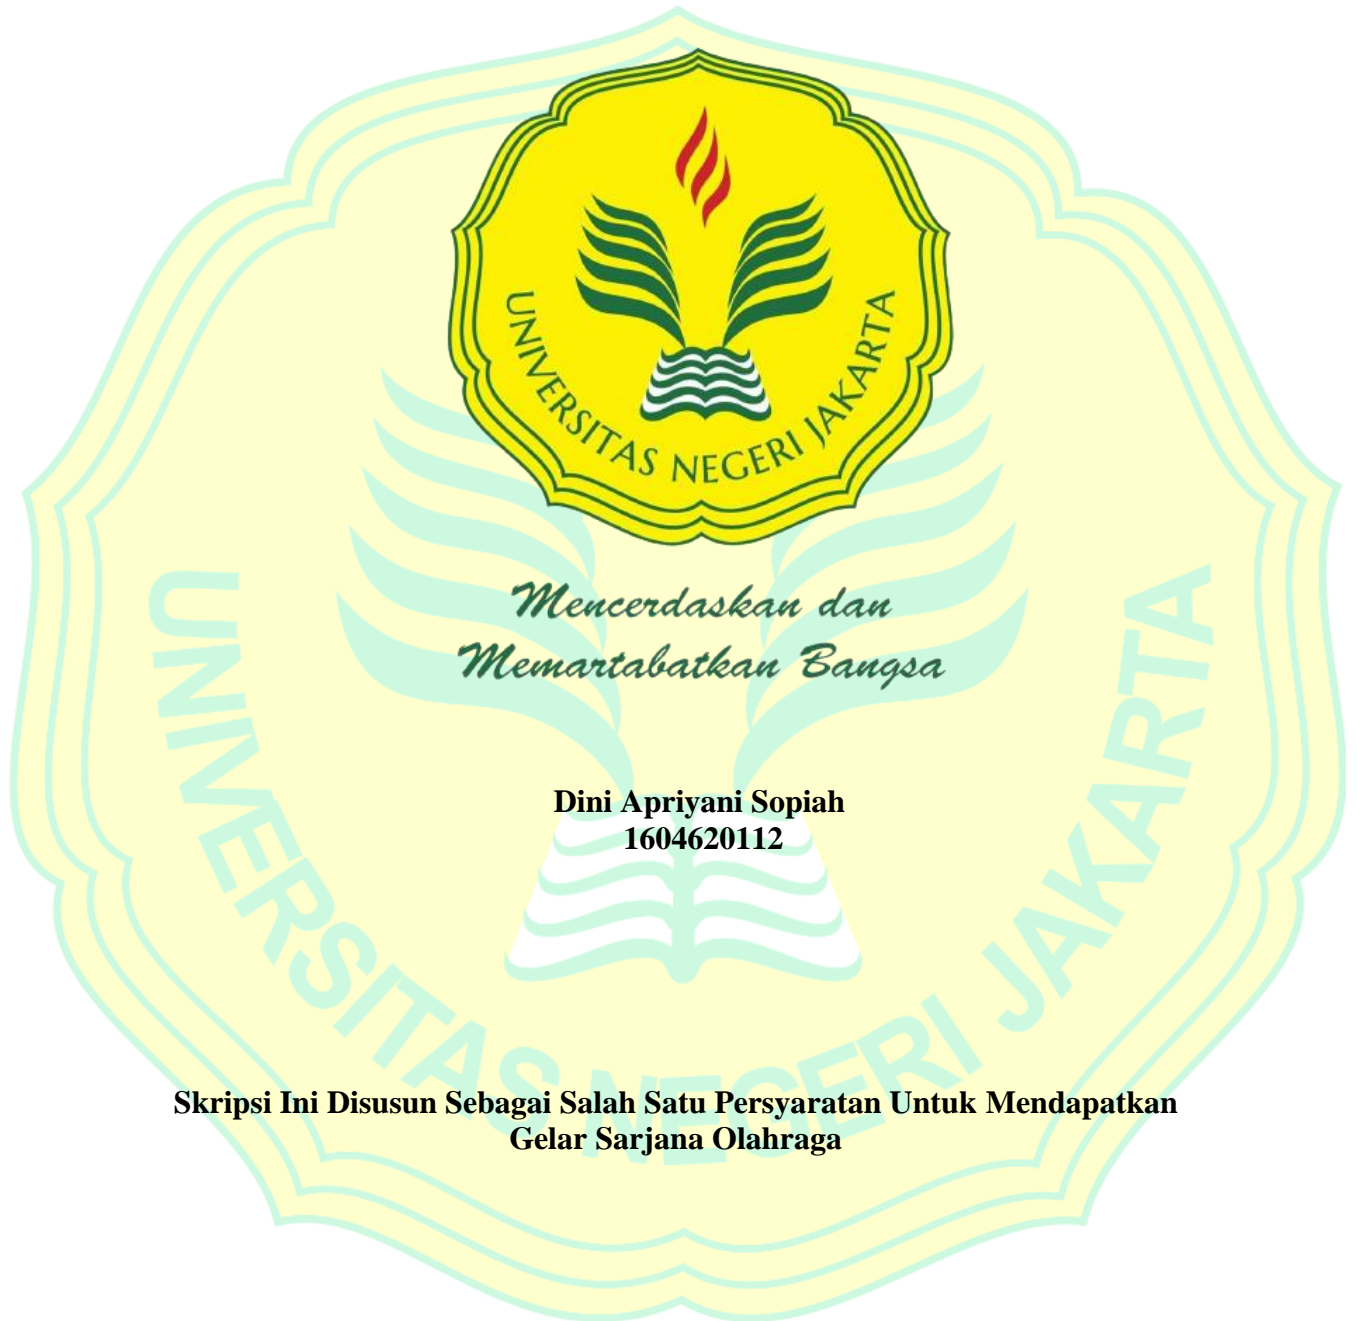 UNIVERSITAS NEGERI JAKARTA
Mencerdaskan dan
Memartabatkan Bangsa
Dini Apriyani Sopiah
1604620112
Skripsi Ini Disusun Sebagai Salah Satu Persyaratan Untuk Mendapatkan
Gelar Sarjana Olahraga
UNIVERSITAS NEGERI JAKARTA